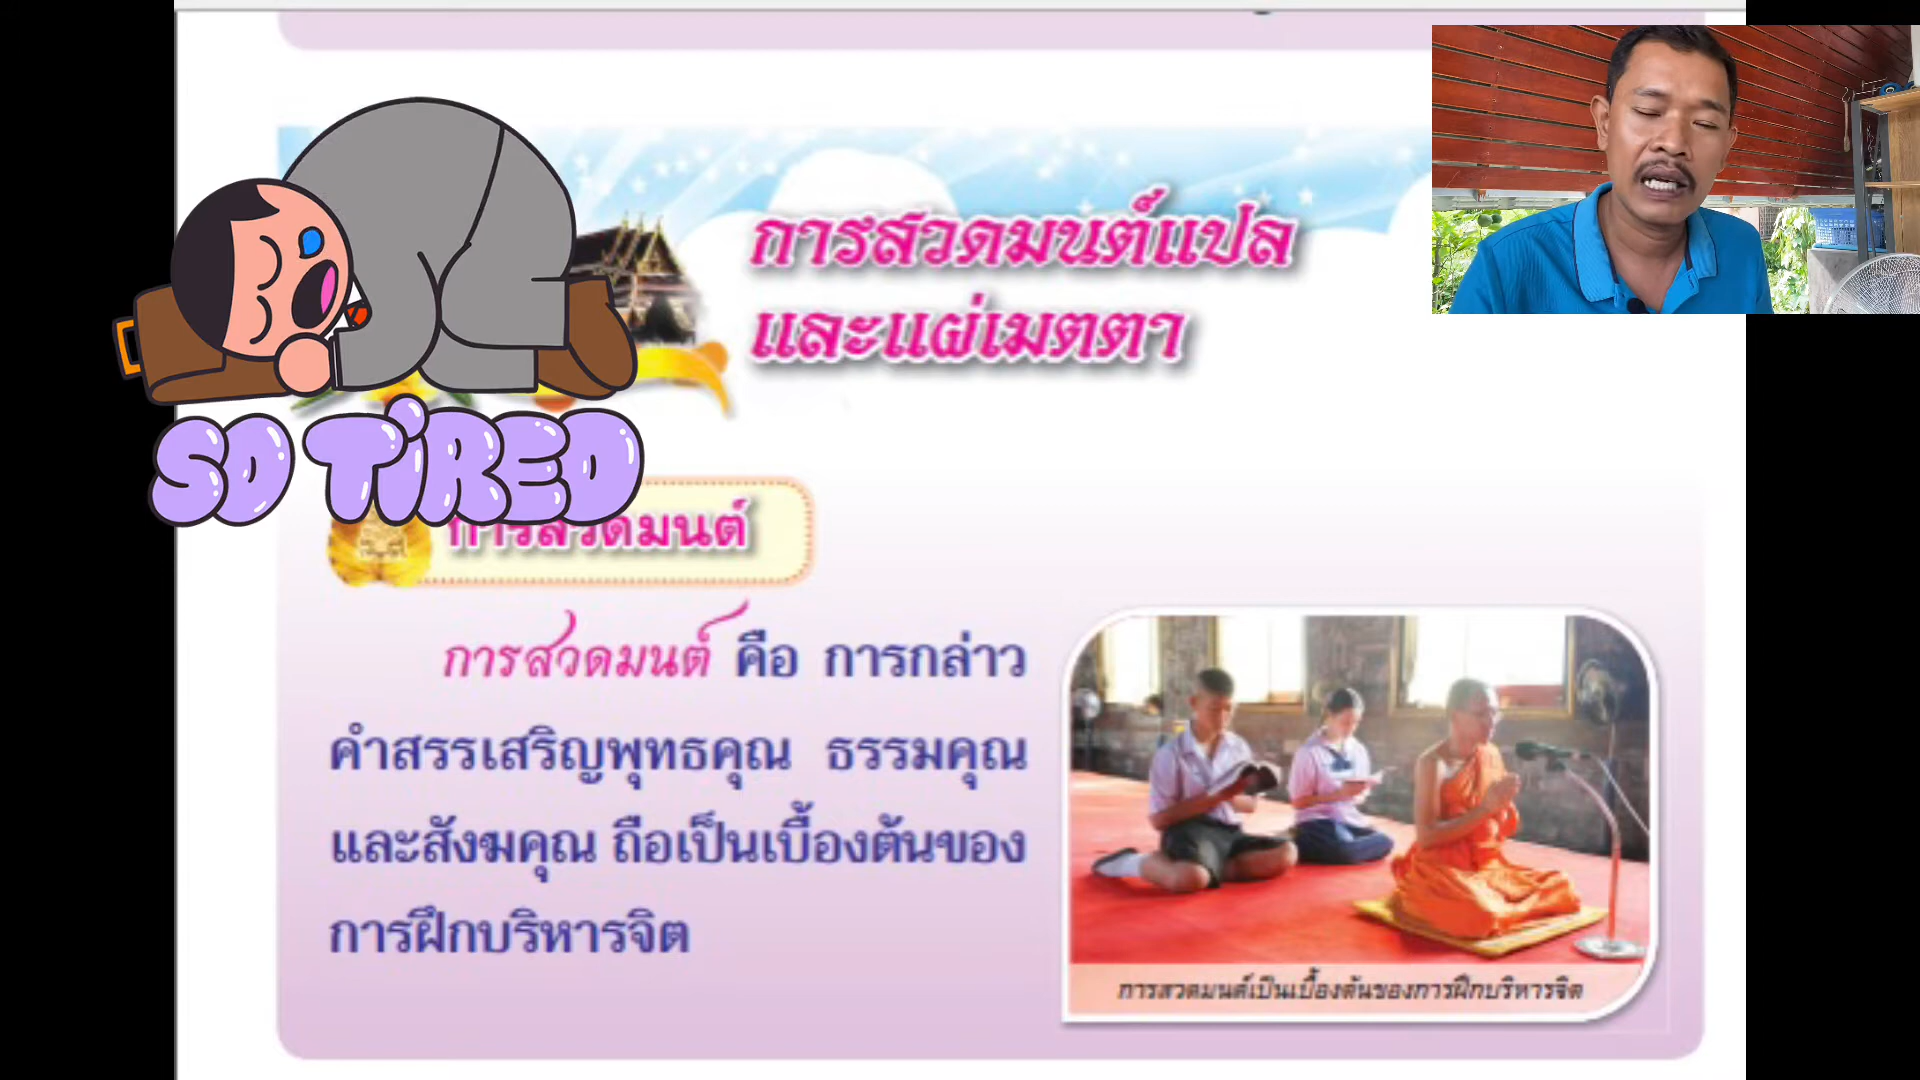 การสวดมนต์แปล
และแผ่เมตตา
SO TiRED
การสวดมนต์
การสวดมนต์ คือ การกล่าว
คำสรรเสริญพุทธคุณ ธรรมคุณ
และสังฆคุณ ถือเป็นเบื้องต้นของ
การฝึกบริหารจิต
การสวดมนต์เป็นเบื้องต้นของการฝึกบริหารจิต